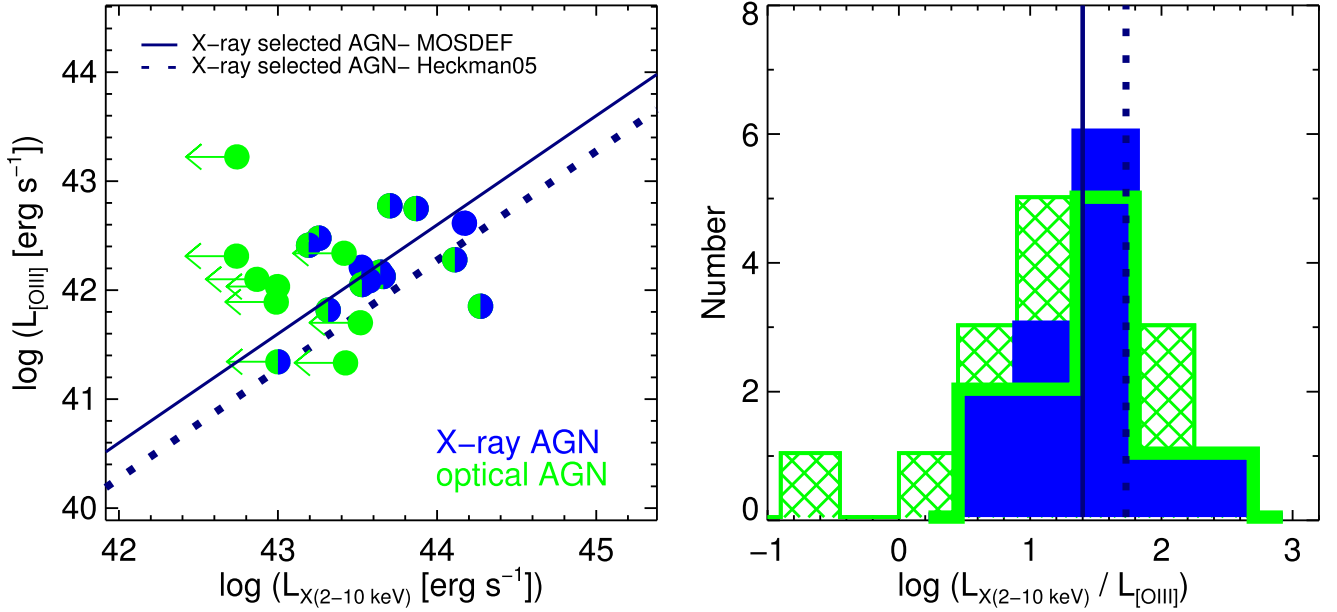 X−ray selected AGN− MOSDEF
X−ray selected AGN− Heckman05
44
43
42
41
40
log (L[OIII] [erg s−1])
X−ray AGN
optical AGN
42 43 44 45
log (LX(2−10 keV) [erg s−1])
8
6
4
2
0
Number
−1 0 1 2 3
log (LX(2−10 keV) / L[OIII])